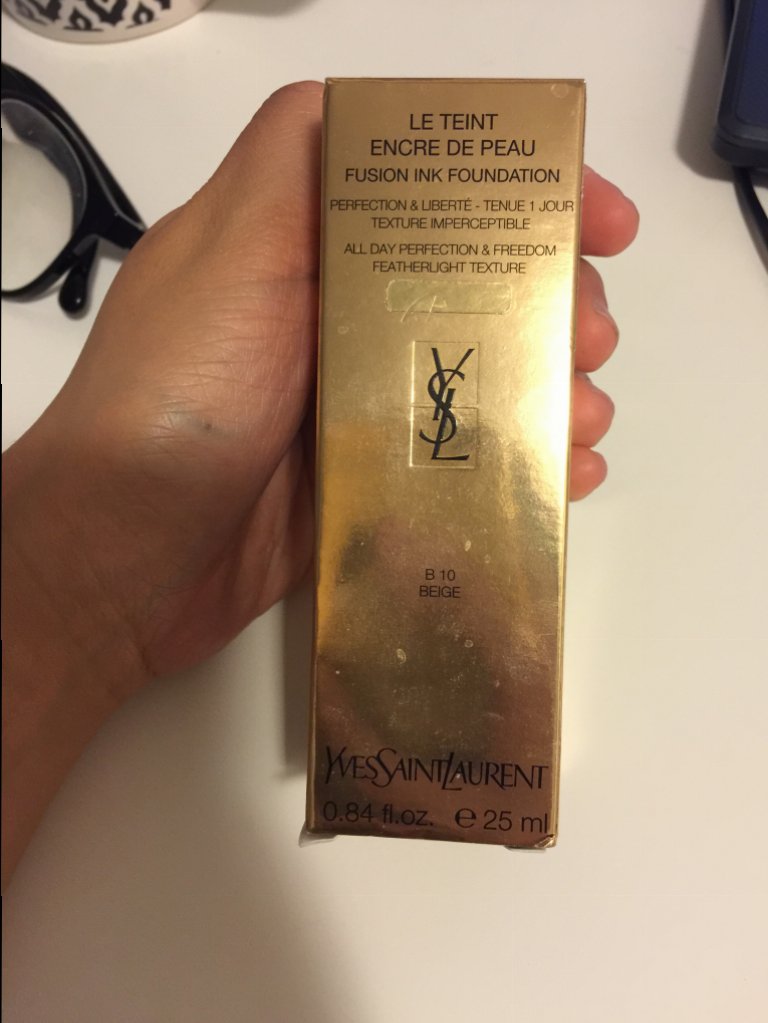 LE TEINT
ENCRE DE PEAU
FUSION INK FOUNDATION
PERFECTION & LIBERTÉ - TENUE 1 JOUR
TEXTURE IMPERCEPTIBLE
ALL DAY PERFECTION & FREEDOM
FEATHERLIGHT TEXTURE
YSL
B 10
BEIGE
YVESSAINTLAURENT
0.84 fl.oz. ℮ 25 ml